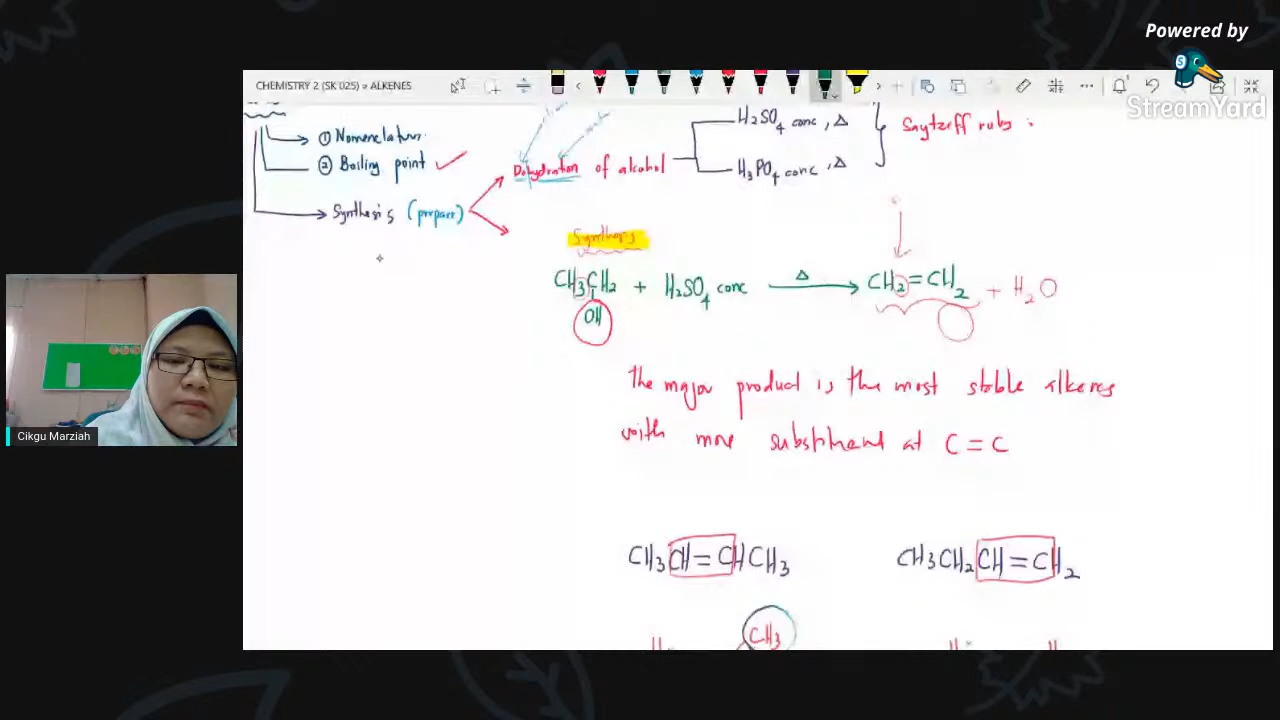 Powered by
StreamYard
CHEMISTRY 2 (SK 025) » ALKENES
① Nomenclature
② Boiling point
Synthesis (prepare)
Dehydration of alcohol
H₂SO₄ conc, Δ
H₃PO₄ conc, Δ
Saytzeff rules :
Synthesis
CH₃CH₂ + H₂SO₄ conc Δ → CH₂=CH₂ + H₂O
OH
The major product is the most stable alkenes
with more substituent at C=C
CH₃CH=CHCH₃
CH₃CH₂CH=CH₂
CH₃
Cikgu Marziah